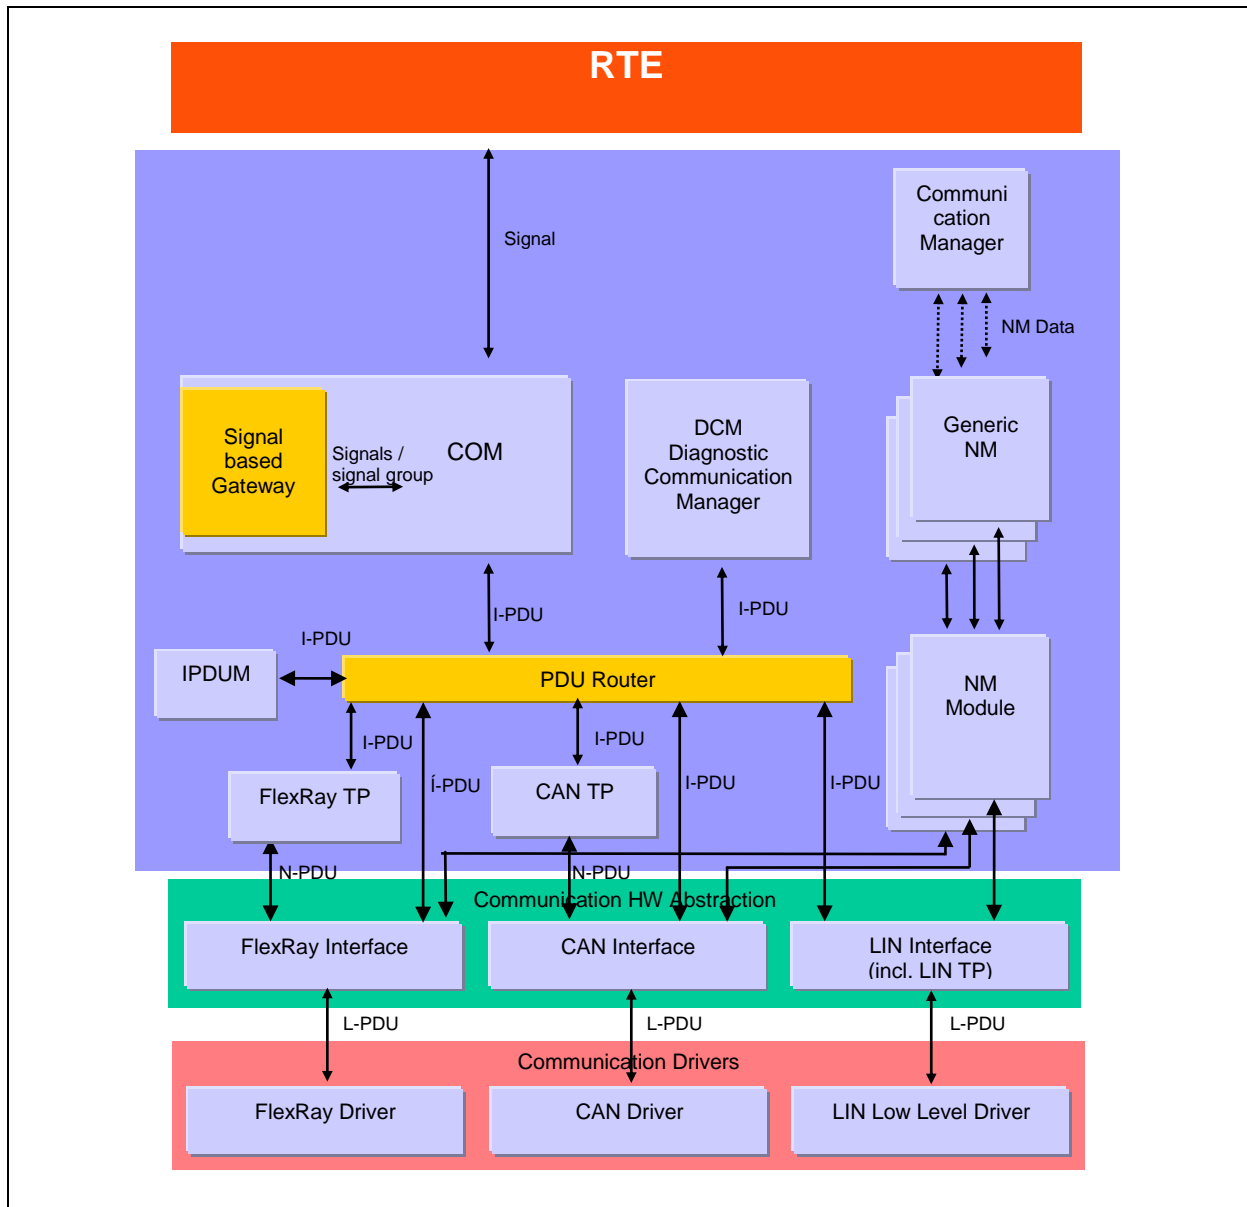 RTE
Communi
cation
Manager
Signal
NM Data
Signal
based
Gateway
Signals /
signal group
COM
DCM
Diagnostic
Communication
Manager
Generic
NM
I-PDU
I-PDU
I-PDU
IPDUM
PDU Router
NM
Module
I-PDU
I-PDU
FlexRay TP
Í-PDU
CAN TP
I-PDU
I-PDU
N-PDU
N-PDU
Communication HW Abstraction
FlexRay Interface
CAN Interface
LIN Interface
(incl. LIN TP)
L-PDU
L-PDU
L-PDU
Communication Drivers
FlexRay Driver
CAN Driver
LIN Low Level Driver